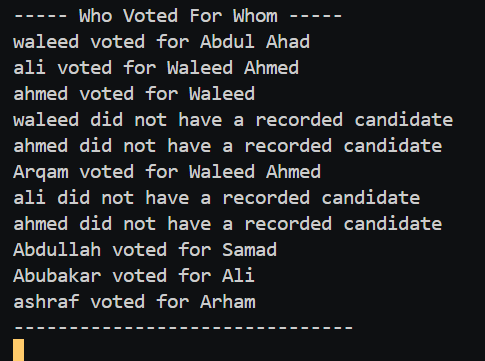 ----- Who Voted For Whom -----
waleed voted for Abdul Ahad
ali voted for Waleed Ahmed
ahmed voted for Waleed
waleed did not have a recorded candidate
ahmed did not have a recorded candidate
Arqam voted for Waleed Ahmed
ali did not have a recorded candidate
ahmed did not have a recorded candidate
Abdullah voted for Samad
Abubakar voted for Ali
ashraf voted for Arham
-------------------------------